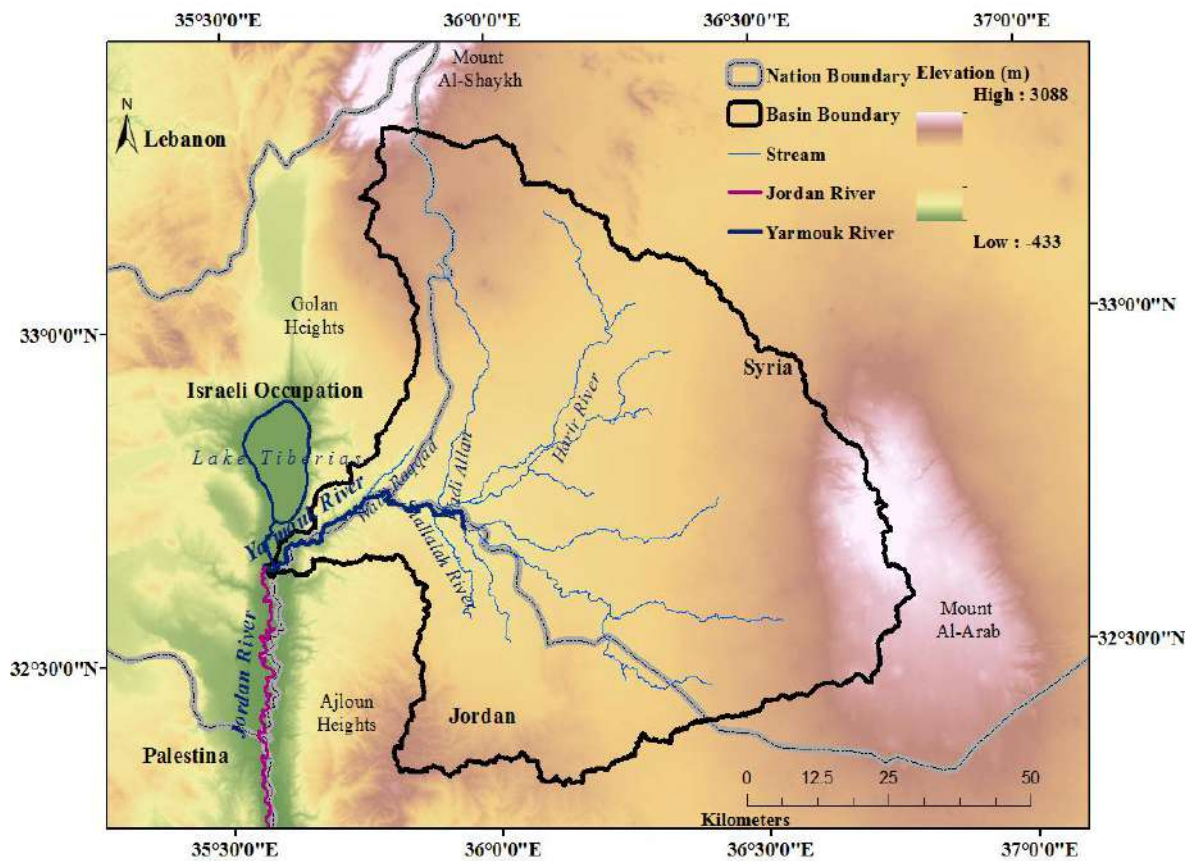 35°30'0"E
36°0'0"E
36°30'0"E
37°0'0"E
Mount
Al-Shaykh
N
Lebanon
Nation Boundary
Basin Boundary
Stream
Jordan River
Yarmouk River
Elevation (m)
High : 3088
Low : -433
33°0'0"N
33°0'0"N
Golan
Heights
Israeli Occupation
Syria
Harir River
Lake Tiberias
Yarmouk River
Wadi Raqqad
Wadi Allan
Shallalah River
Mount
Al-Arab
32°30'0"N
32°30'0"N
Jordan River
Ajloun
Heights
Jordan
Palestina
0 12.5 25 50
Kilometers
35°30'0"E
36°0'0"E
36°30'0"E
37°0'0"E